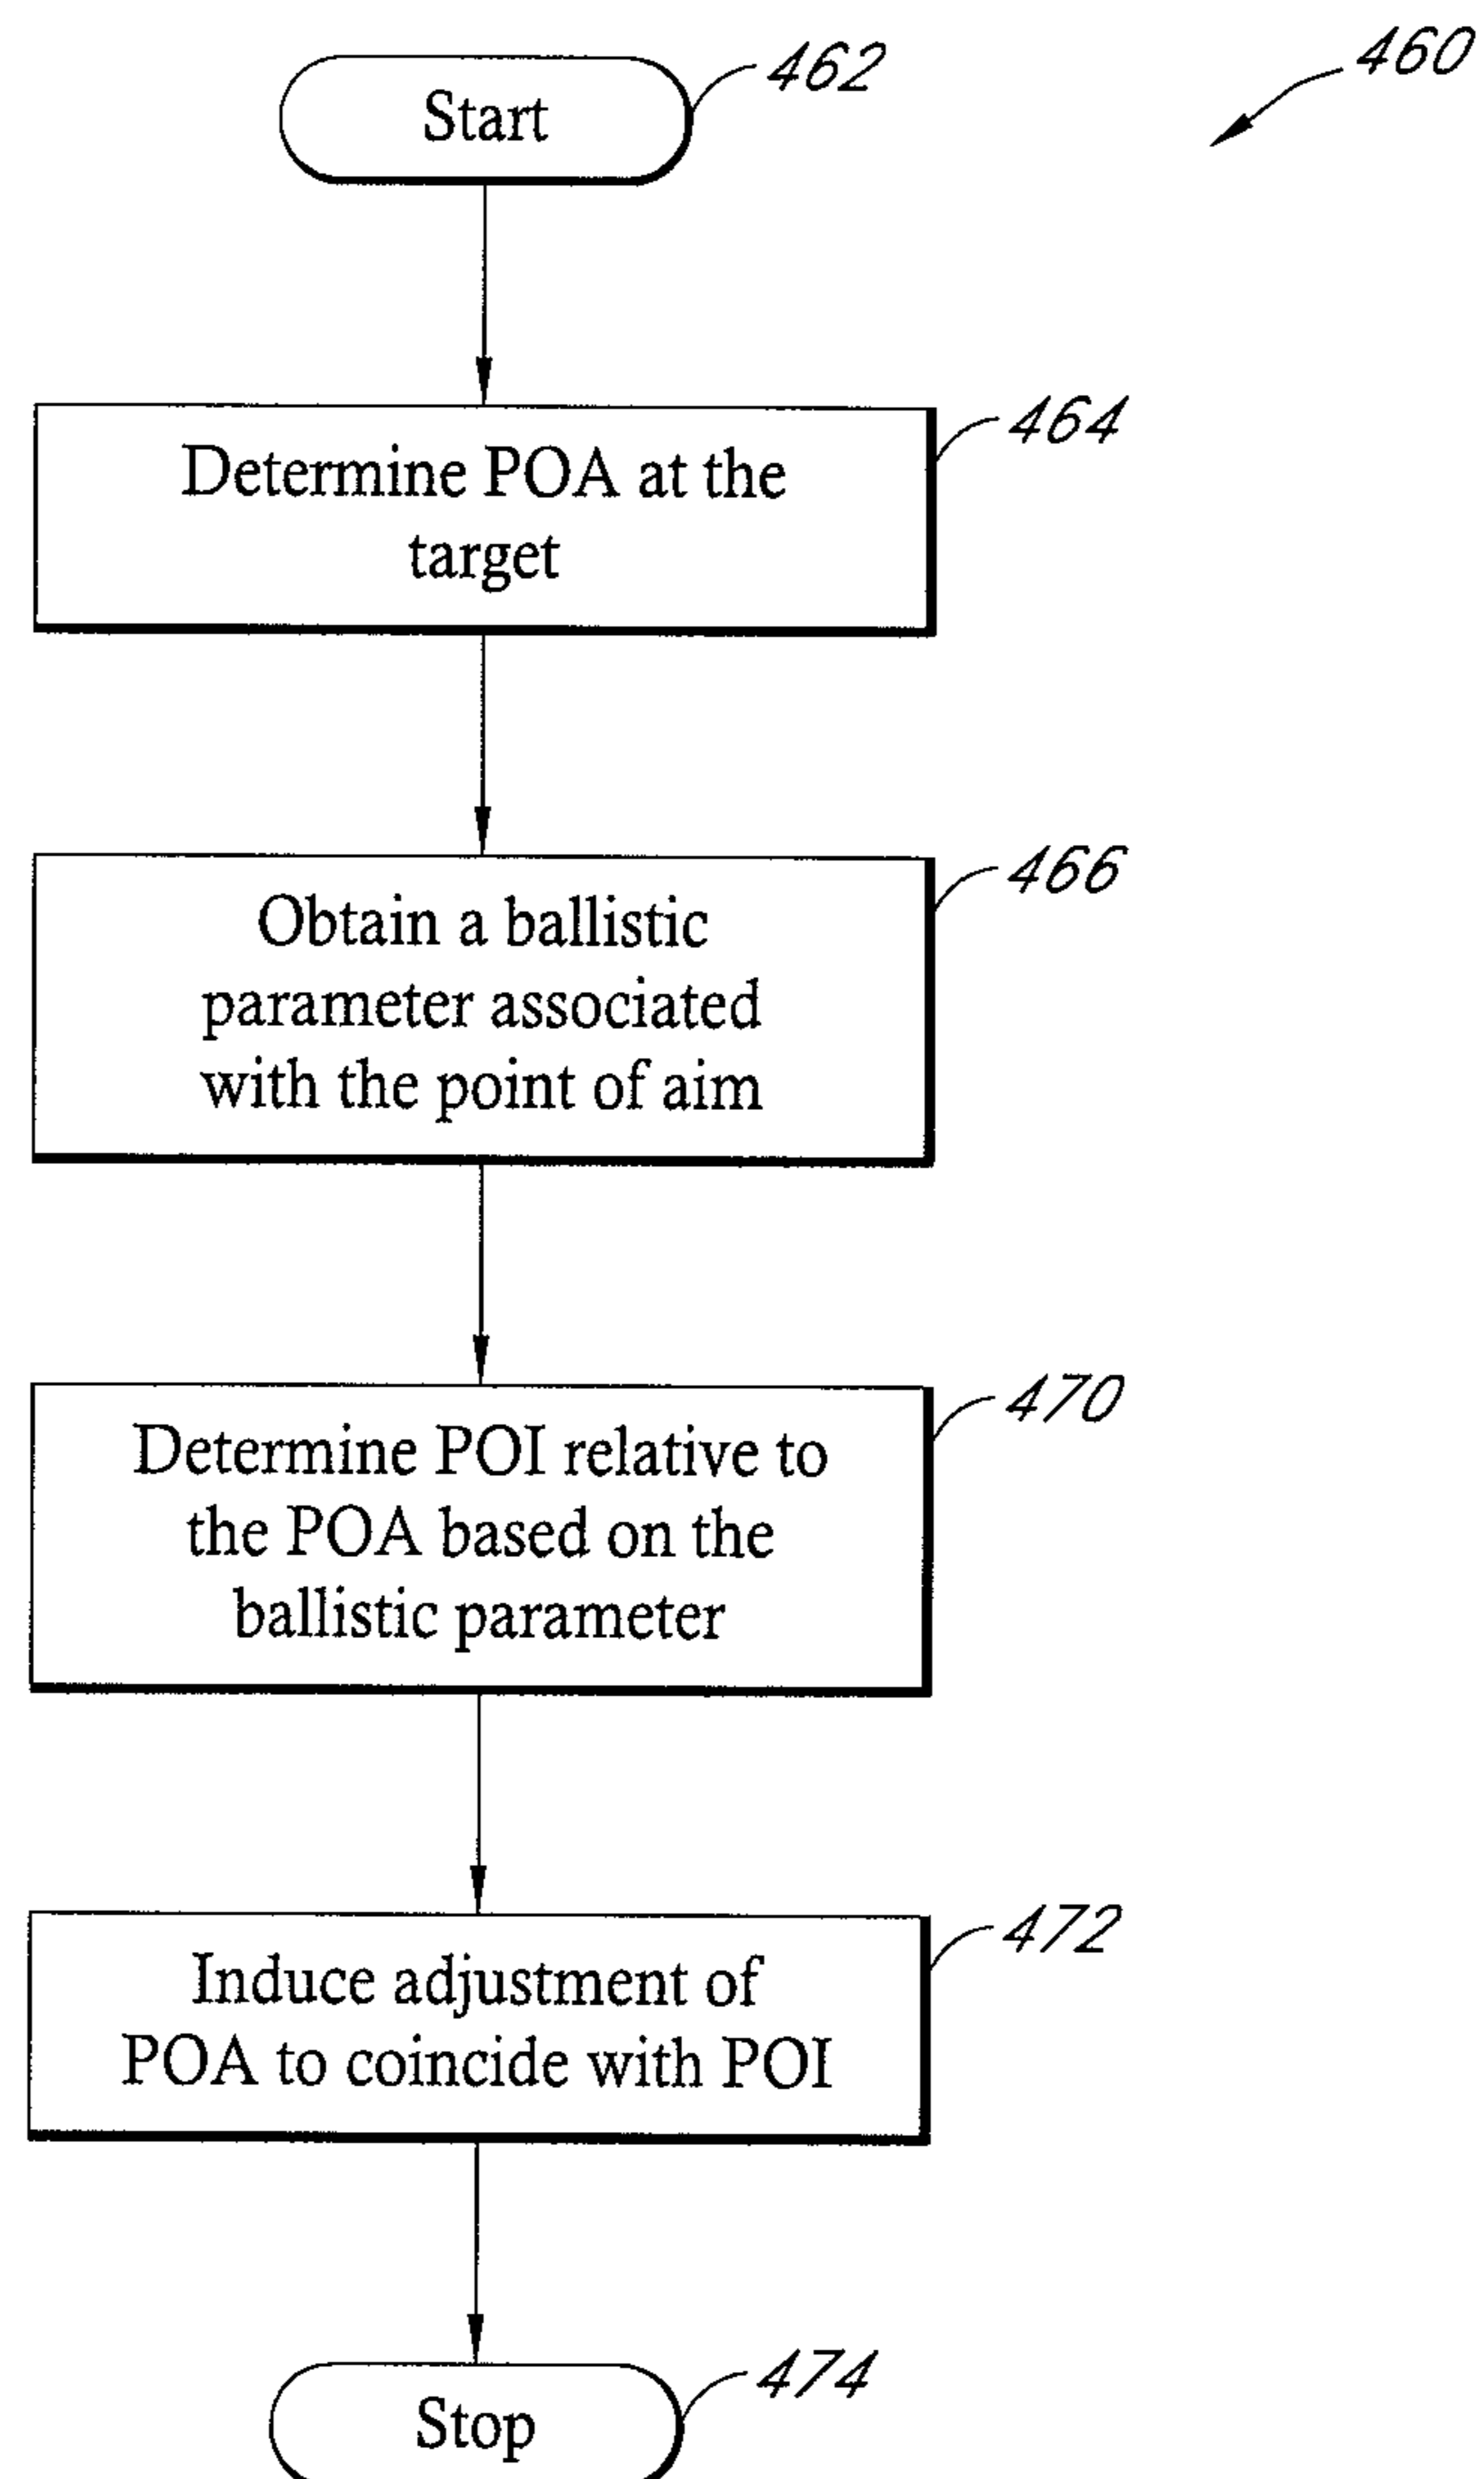 460
462
Start
464
Determine POA at the
target
466
Obtain a ballistic
parameter associated
with the point of aim
470
Determine POI relative to
the POA based on the
ballistic parameter
472
Induce adjustment of
POA to coincide with POI
474
Stop